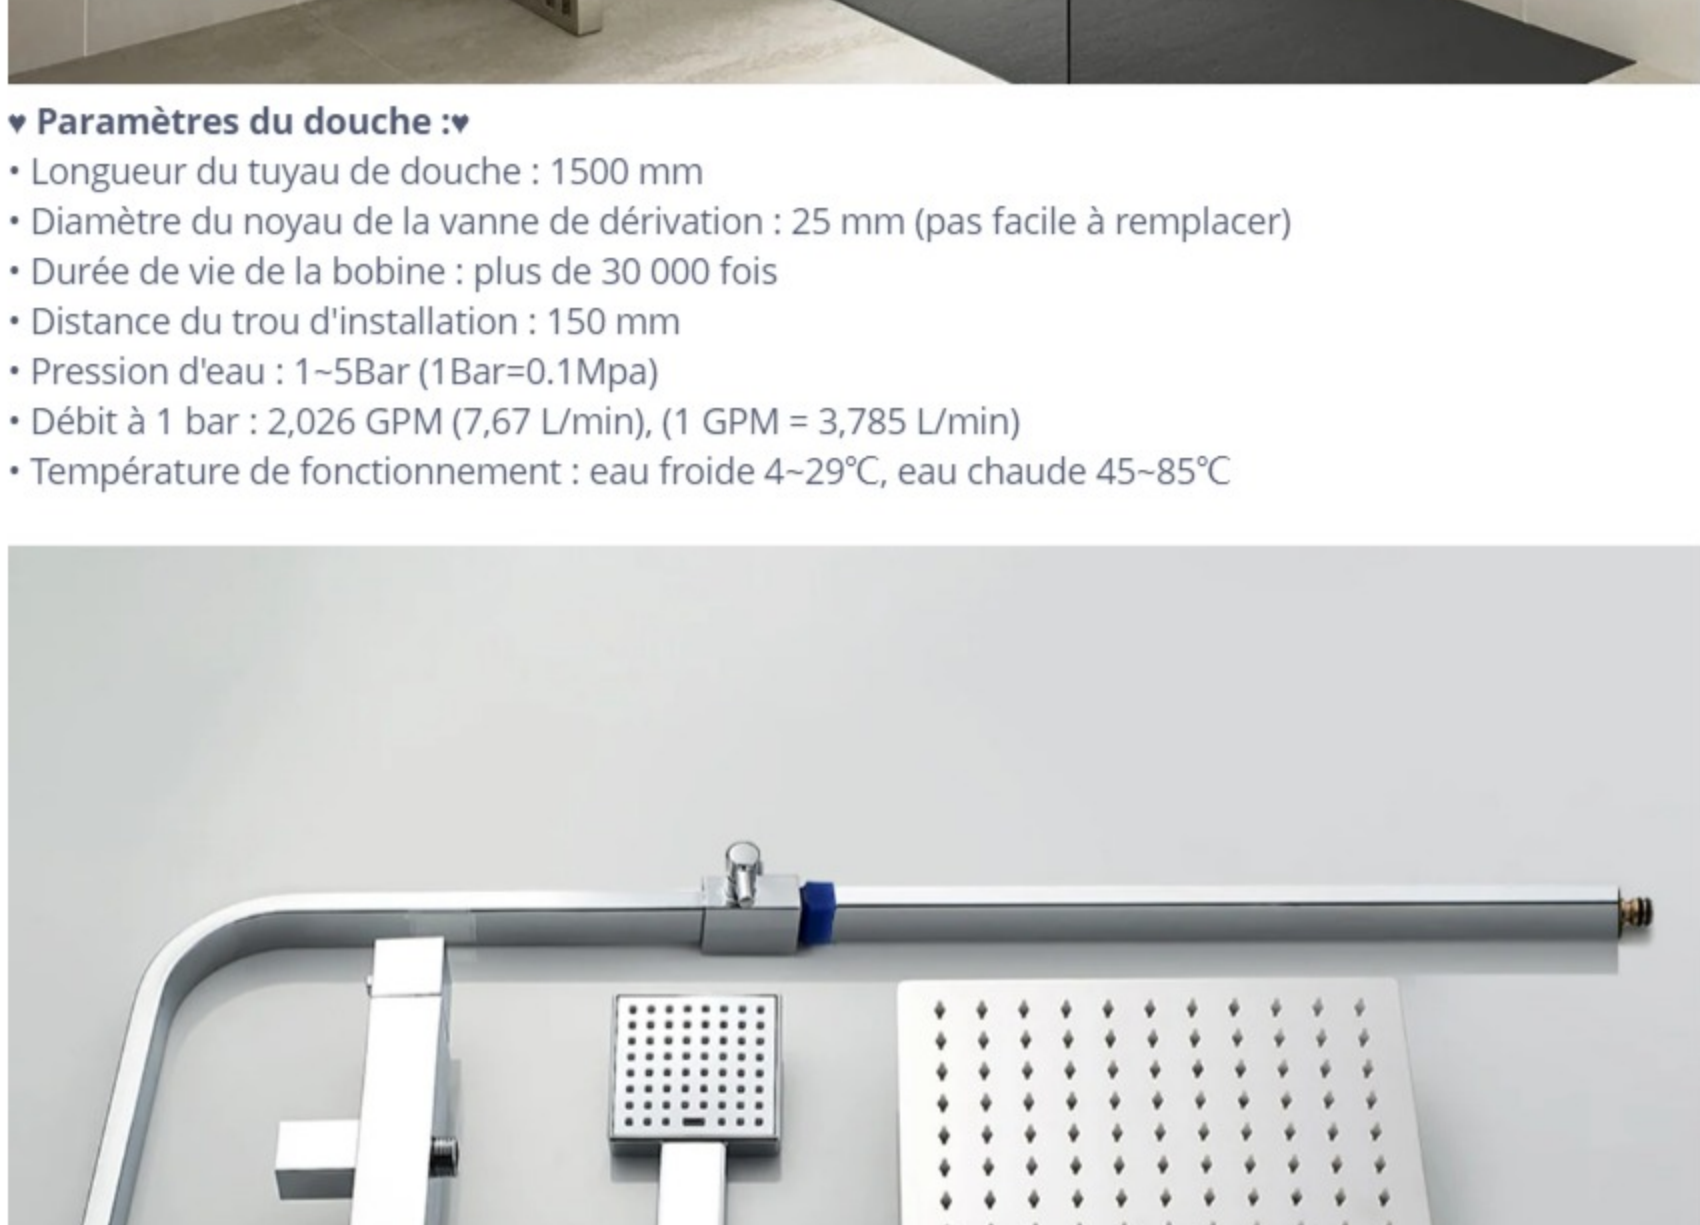 ♥ Paramètres du douche :♥
• Longueur du tuyau de douche : 1500 mm
• Diamètre du noyau de la vanne de dérivation : 25 mm (pas facile à remplacer)
• Durée de vie de la bobine : plus de 30 000 fois
• Distance du trou d'installation : 150 mm
• Pression d'eau : 1~5Bar (1Bar=0.1Mpa)
• Débit à 1 bar : 2,026 GPM (7,67 L/min), (1 GPM = 3,785 L/min)
• Température de fonctionnement : eau froide 4~29℃, eau chaude 45~85℃